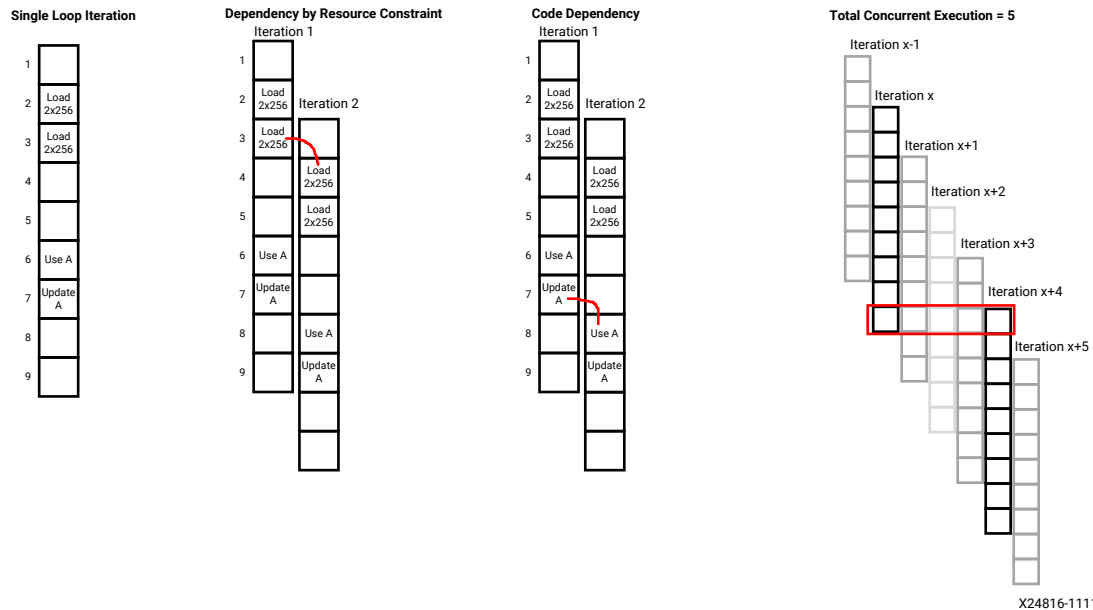 Single Loop Iteration
1
2
Load
2x256
3
Load
2x256
4
5
6
Use A
7
Update
A
8
9
Dependency by Resource Constraint
Iteration 1
1
2
Load
2x256
Iteration 2
3
Load
2x256
4
Load
2x256
5
Load
2x256
6
Use A
7
Update
A
8
Use A
9
Update
A
Code Dependency
Iteration 1
1
2
Load
2x256
Iteration 2
3
Load
2x256
4
Load
2x256
5
Load
2x256
6
Use A
7
Update
A
8
Use A
9
Update
A
Total Concurrent Execution = 5
Iteration x-1
Iteration x
Iteration x+1
Iteration x+2
Iteration x+3
Iteration x+4
Iteration x+5